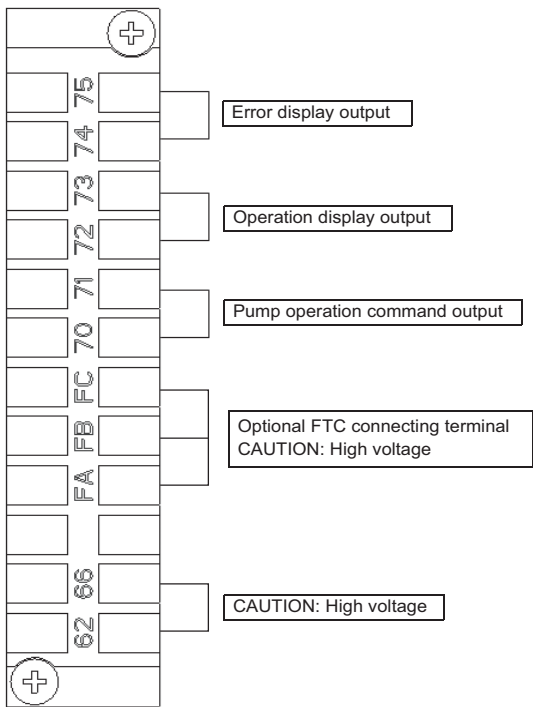 75
Error display output
74
73
Operation display output
72
71
Pump operation command output
70
FC
FB
Optional FTC connecting terminal
CAUTION: High voltage
FA
66
CAUTION: High voltage
62